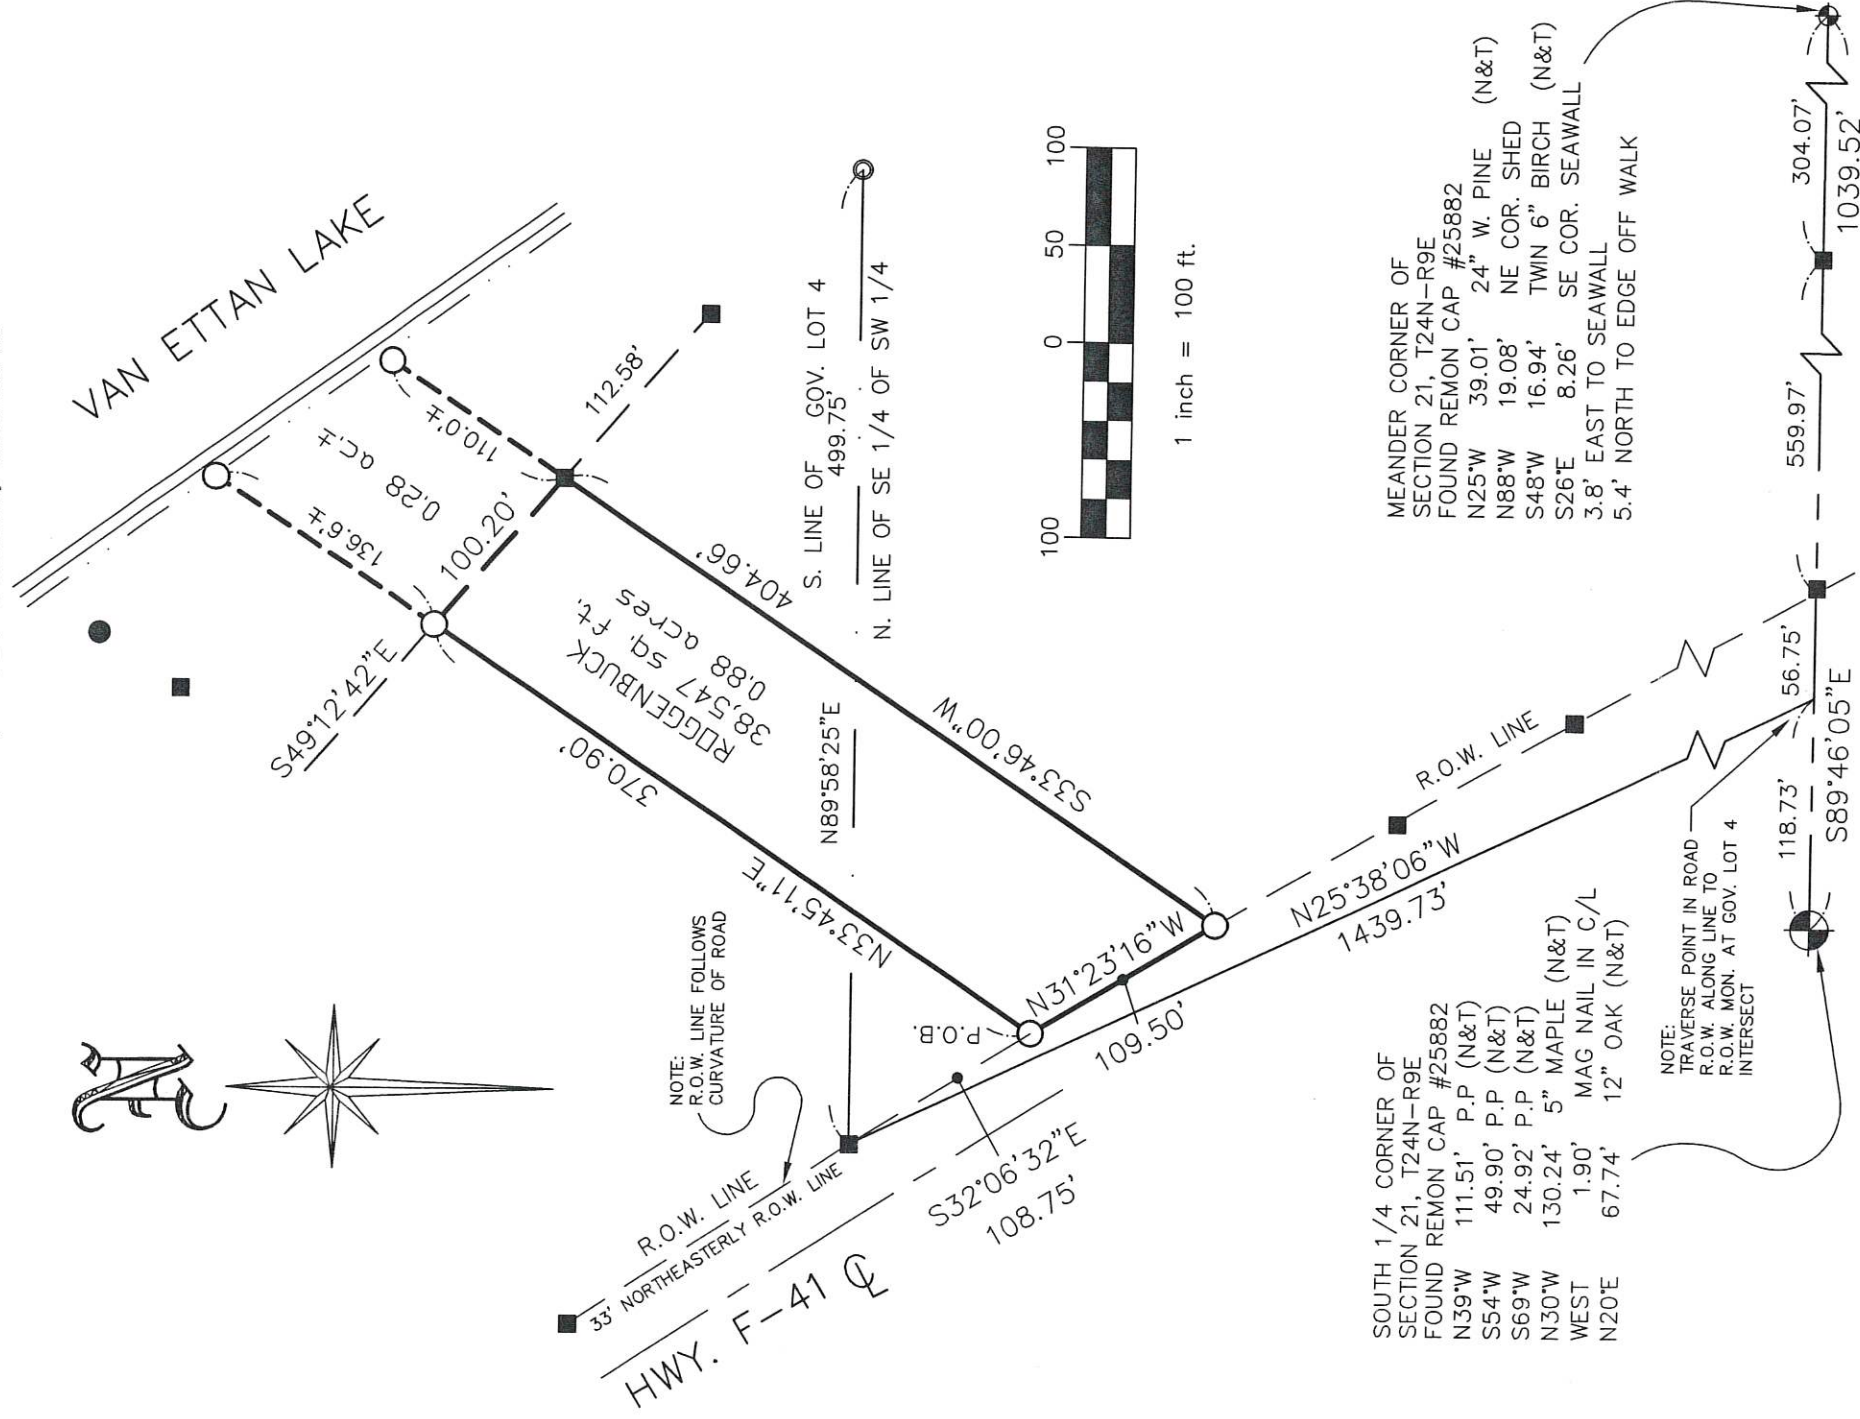 VAN ETTAN LAKE
110.0'±
136.6'±
0.28 ac.±
112.58'
100.20'
S49°12'42"E
404.66'
370.90'
ROGGENBUCK
38,547 sq. ft.
0.88 acres
S33°46'00"W
N33°45'11"E
S. LINE OF GOV. LOT 4
499.75'
N. LINE OF SE 1/4 OF SW 1/4
N89°58'25"E
100
50
0
100
1 inch = 100 ft.
NOTE:
R.O.W. LINE FOLLOWS
CURVATURE OF ROAD
P.O.B.
N31°23'16"W
109.50'
R.O.W. LINE
33' NORTHEASTERLY R.O.W. LINE
HWY. F-41 CL
S32°06'32"E
108.75'
R.O.W. LINE
N25°38'06"W
1439.73'
MEANDER CORNER OF
SECTION 21, T24N-R9E
FOUND REMON CAP #25882
N25°W 39.01' 24" W. PINE (N&T)
N88°W 19.08' NE COR. SHED
S48°W 16.94' TWIN 6" BIRCH (N&T)
S26°E 8.26' SE COR. SEAWALL
3.8' EAST TO SEAWALL
5.4' NORTH TO EDGE OFF WALK
SOUTH 1/4 CORNER OF
SECTION 21, T24N-R9E
FOUND REMON CAP #25882
N39°W 111.51' P.P (N&T)
S54°W 49.90' P.P (N&T)
S69°W 24.92' P.P (N&T)
N30°W 130.24' 5" MAPLE (N&T)
WEST 1.90' MAG NAIL IN C/L
N20°E 67.74' 12" OAK (N&T)
NOTE:
TRAVERSE POINT IN ROAD
R.O.W. ALONG LINE TO
R.O.W. MON. AT GOV. LOT 4
INTERSECT
118.73'
56.75'
559.97'
304.07'
S89°46'05"E
1039.52'